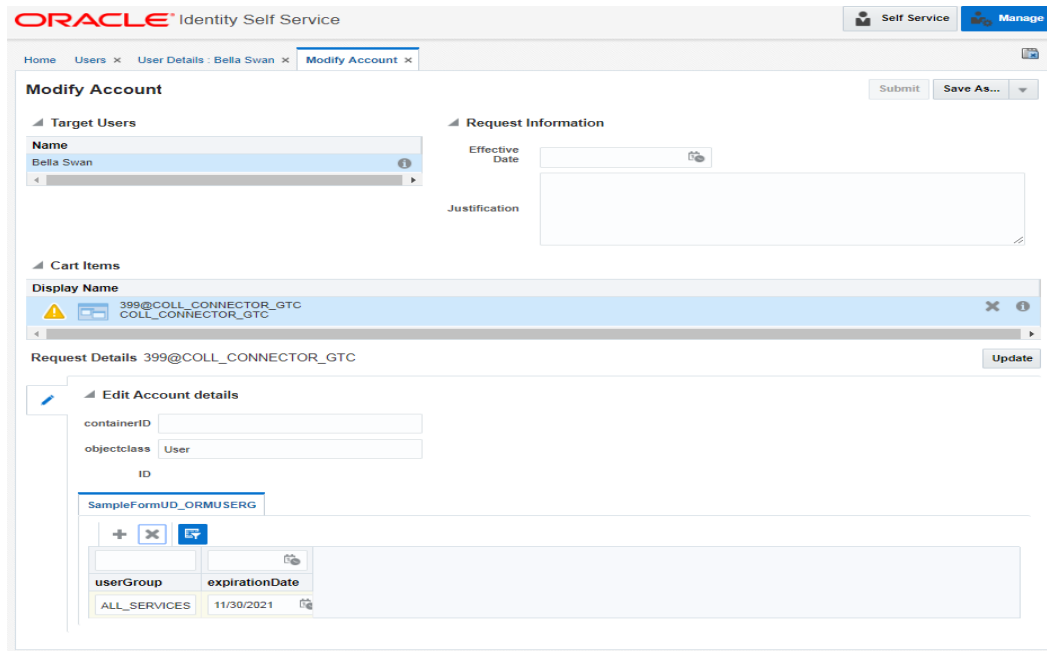 ORACLE Identity Self Service
Self Service
Manage
Home Users × User Details : Bella Swan × Modify Account ×
Modify Account
Submit Save As...
Target Users
Name
Bella Swan
Request Information
Effective
Date
Justification
Cart Items
Display Name
399@COLL_CONNECTOR_GTC
COLL_CONNECTOR_GTC
Request Details 399@COLL_CONNECTOR_GTC
Update
Edit Account details
containerID
objectclass User
ID
SampleFormUD_ORMUSERG
userGroup expirationDate
ALL_SERVICES 11/30/2021